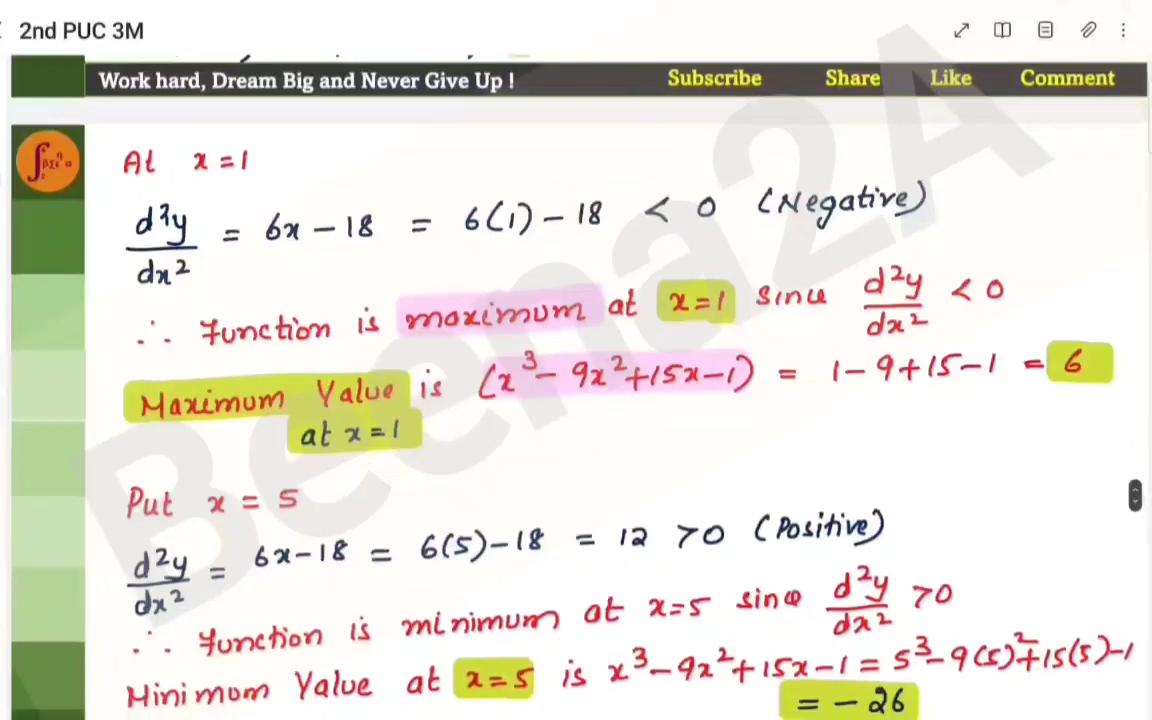 2nd PUC 3M
Work hard, Dream Big and Never Give Up ! Subscribe Share Like Comment
At x = 1
d²y/dx² = 6x - 18 = 6(1) - 18 < 0 (Negative)
∴ Function is maximum at x=1 since d²y/dx² < 0
Maximum Value is (x³ - 9x² + 15x - 1) = 1 - 9 + 15 - 1 = 6
at x = 1
Put x = 5
d²y/dx² = 6x - 18 = 6(5) - 18 = 12 > 0 (Positive)
∴ Function is minimum at x=5 since d²y/dx² > 0
Minimum Value at x=5 is x³ - 9x² + 15x - 1 = 5³ - 9(5)² + 15(5) - 1
= - 26
Beena2A